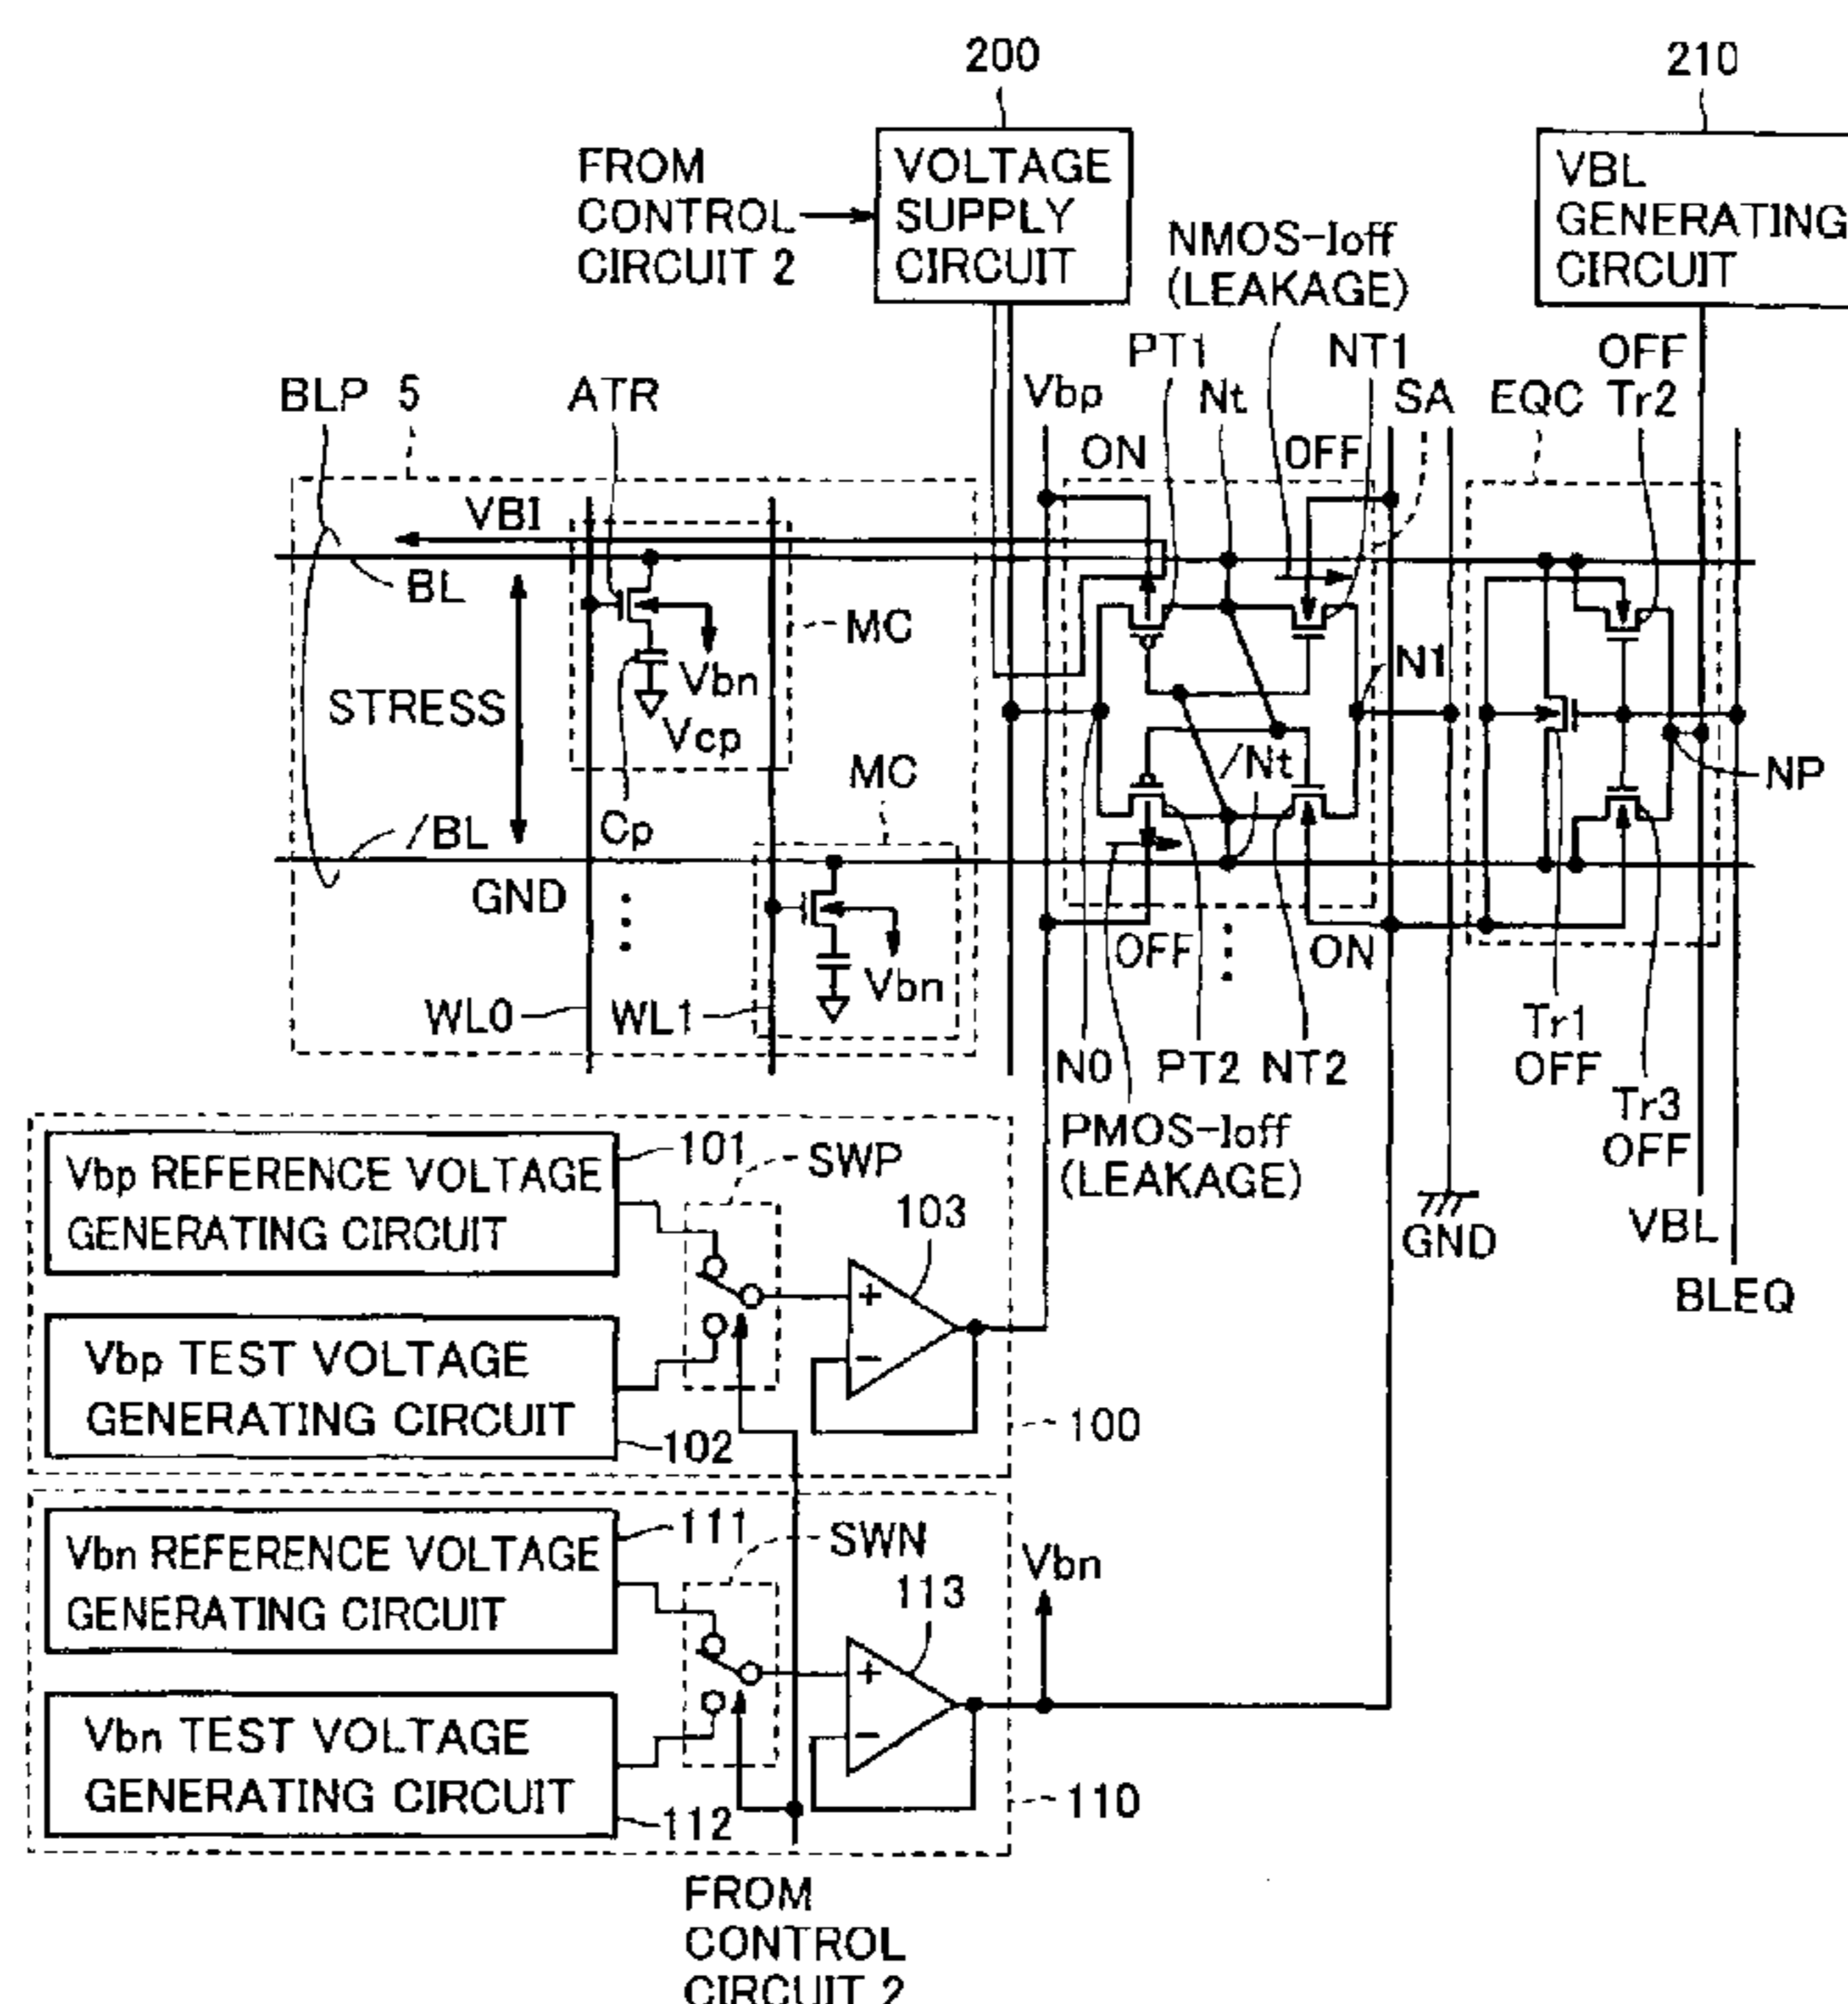 200
210
FROM
CONTROL
CIRCUIT 2
VOLTAGE
SUPPLY
CIRCUIT
VBL
GENERATING
CIRCUIT
NMOS-Ioff
(LEAKAGE)
BLP
5
ATR
Vbp
PT1
Nt
NT1
SA
EQC
OFF
Tr2
ON
OFF
VBI
BL
MC
Vbn
Vcp
STRESS
N1
MC
/Nt
NP
/BL
Cp
GND
Vbn
OFF
ON
WL0
WL1
N0
PT2
NT2
Tr1
OFF
Tr3
OFF
PMOS-Ioff
(LEAKAGE)
GND
VBL
BLEQ
Vbp REFERENCE VOLTAGE
GENERATING CIRCUIT
101
SWP
103
+
−
Vbp TEST VOLTAGE
GENERATING CIRCUIT
102
100
Vbn REFERENCE VOLTAGE
GENERATING CIRCUIT
111
SWN
113
Vbn
+
−
Vbn TEST VOLTAGE
GENERATING CIRCUIT
112
110
FROM
CONTROL
CIRCUIT 2